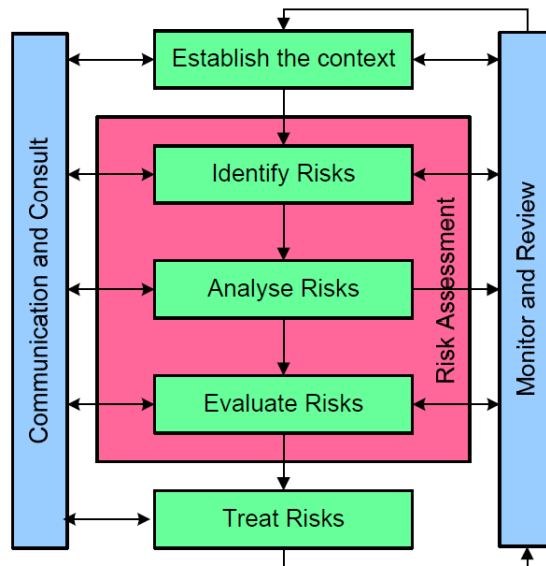 Establish the context
Communication and Consult
Identify Risks
Analyse Risks
Evaluate Risks
Risk Assessment
Monitor and Review
Treat Risks